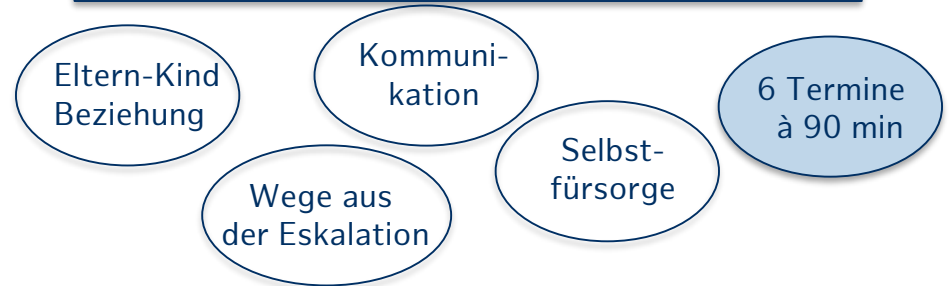 Eltern-Kind
Beziehung
Kommuni-
kation
6 Termine
à 90 min
Selbst-
fürsorge
Wege aus
der Eskalation